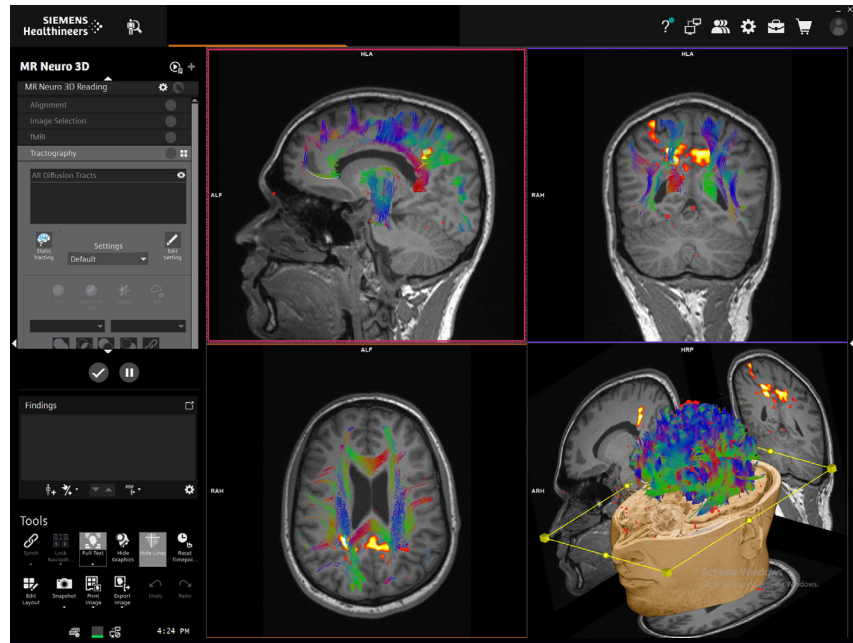 SIEMENS
Healthineers
?
MR Neuro 3D
MR Neuro 3D Reading
Alignment
Image Selection
fMRI
Tractography
All Diffusion Tracts
Static
Tracting
Settings
Default
Edit
Setting
Findings
PDF
Tools
Synch
Lock
Navigati...
Full Text
Hide
Graphics
Hide Lines
Reset
Timepoi...
Edit
Layout
Snapshot
Print
Image
Export
Image
Undo
Redo
4:24 PM
HLA
ALF
HLA
RAH
ALF
RAH
HRP
ARH
Activate Windows